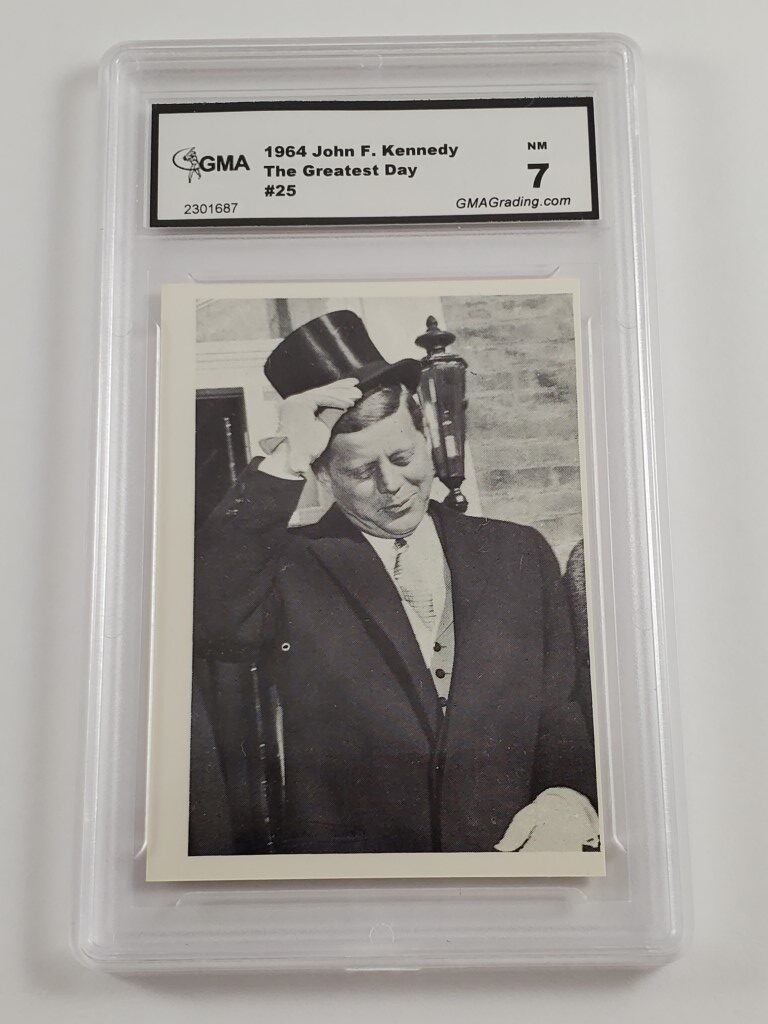 GMA
2301687
1964 John F. Kennedy
The Greatest Day
#25
NM
7
GMAGrading.com